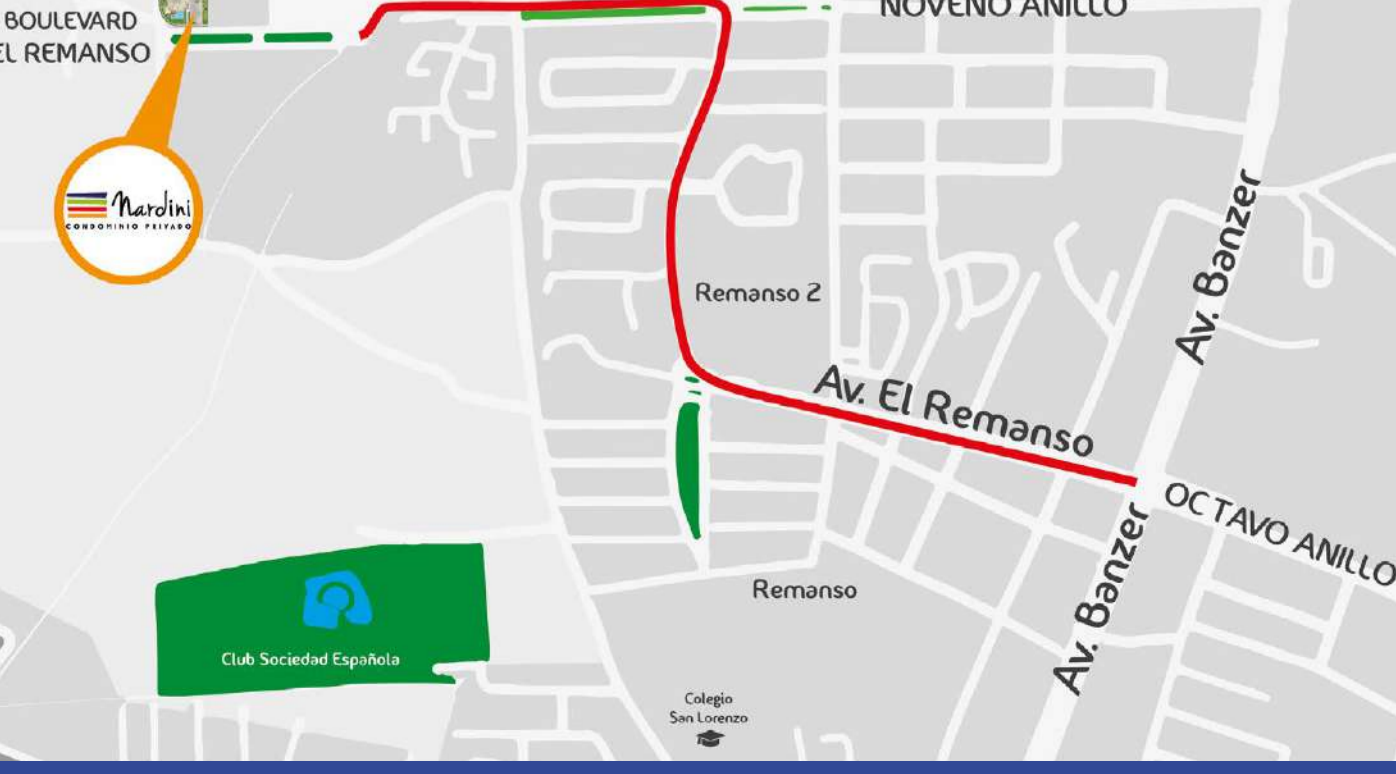 BOULEVARD
EL REMANSO
NOVENO ANILLO
Nardini
CONDOMINIO PRIVADO
Av. Banzer
Remanso 2
Av. El Remanso
OCTAVO ANILLO
Av. Banzer
Remanso
Club Sociedad Española
Colegio
San Lorenzo